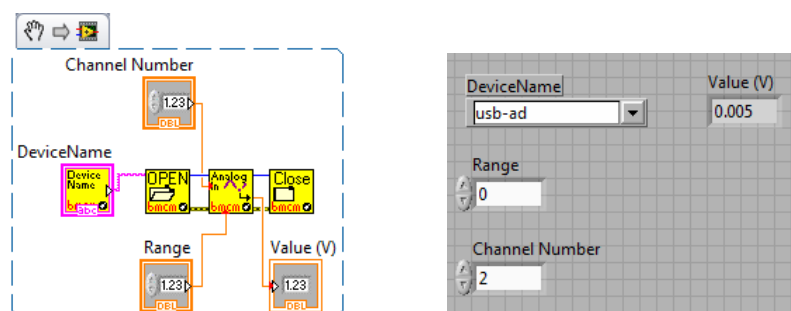 Channel Number
1.23
DBL
DeviceName
Device
Name
bmcm
abc
OPEN
bmcm
Analog
In
bmcm
Close
bmcm
Range
1.23
DBL
Value (V)
1.23
DBL
DeviceName
usb-ad
Value (V)
0.005
Range
0
Channel Number
2